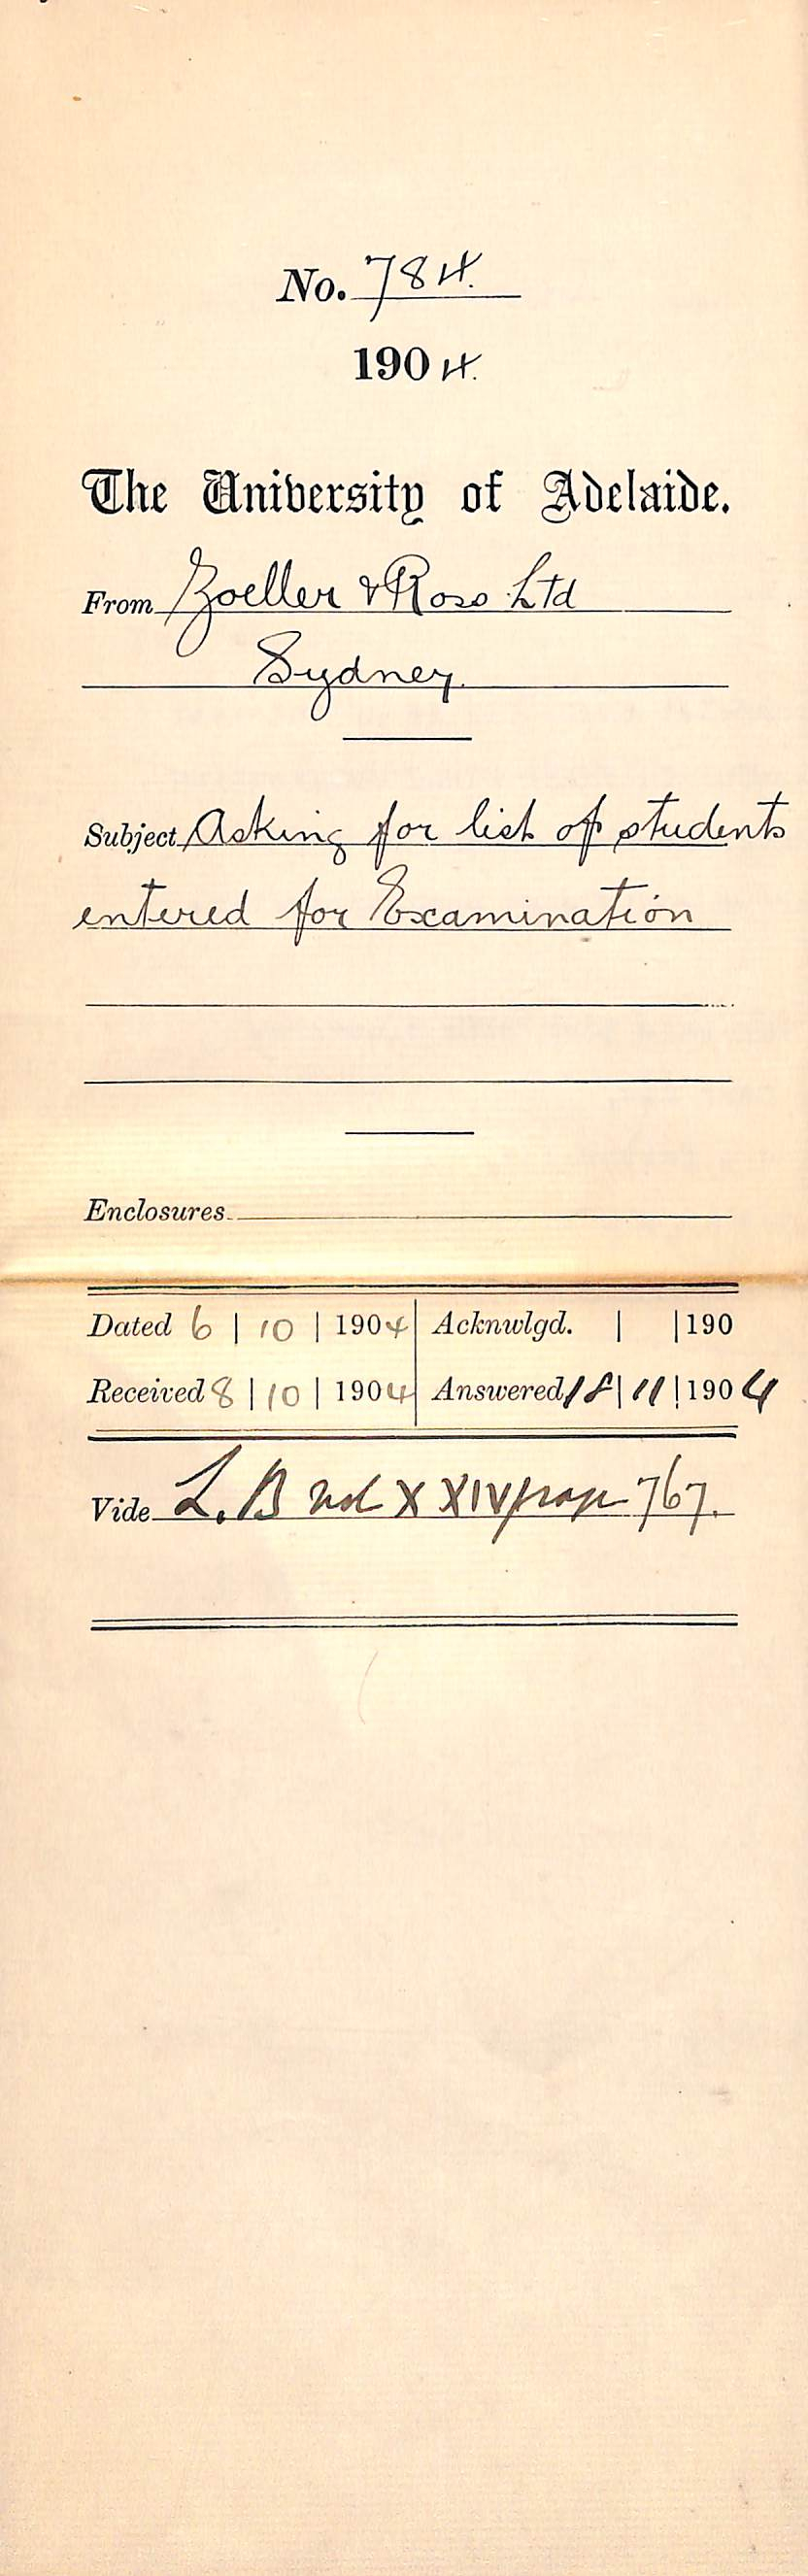 No. 784.
1904.
The University of Adelaide.
From Zoeller & Ross Ltd
Sydney.
Subject Asking for list of students
entered for Examination
Enclosures
Dated 6 | 10 | 1904 Acknwlgd. | | 190
Received 8 | 10 | 1904 Answered 18 | 11 | 1904
Vide L. B vol XXIV page 767.